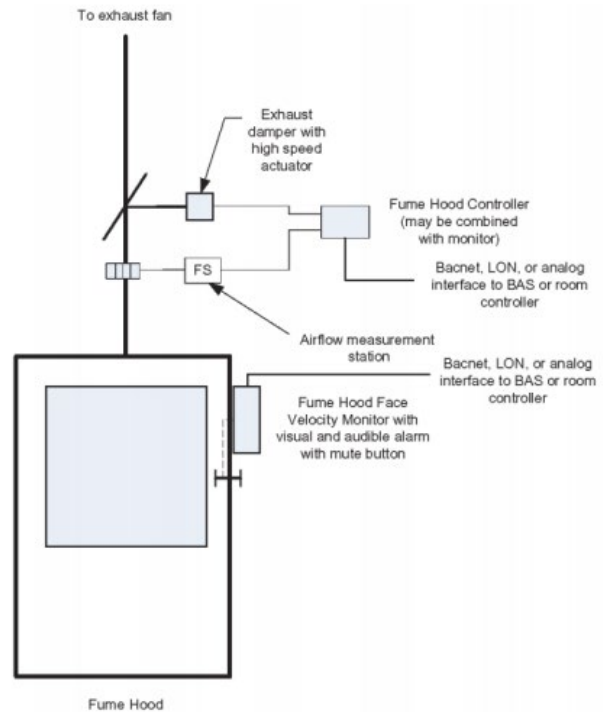 To exhaust fan
Exhaust
damper with
high speed
actuator
Fume Hood Controller
(may be combined
with monitor)
FS
Bacnet, LON, or analog
interface to BAS or room
controller
Airflow measurement
station
Bacnet, LON, or analog
interface to BAS or room
controller
Fume Hood Face
Velocity Monitor with
visual and audible alarm
with mute button
Fume Hood